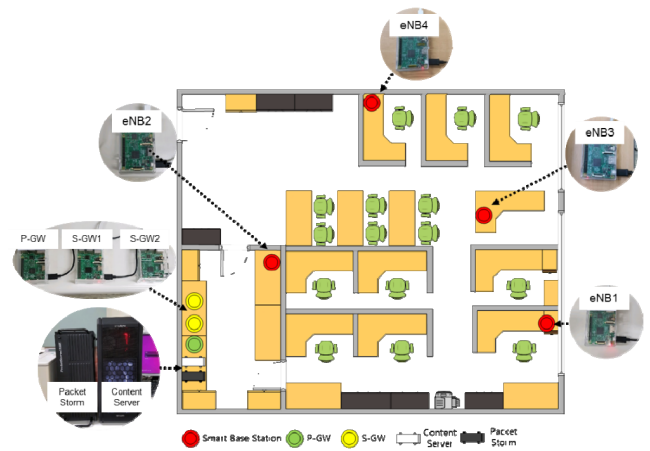 eNB4
eNB2
eNB3
P-GW S-GW1 S-GW2
eNB1
Packet Storm
Content Server
Smart Base Station P-GW S-GW Content Server Packet Storm